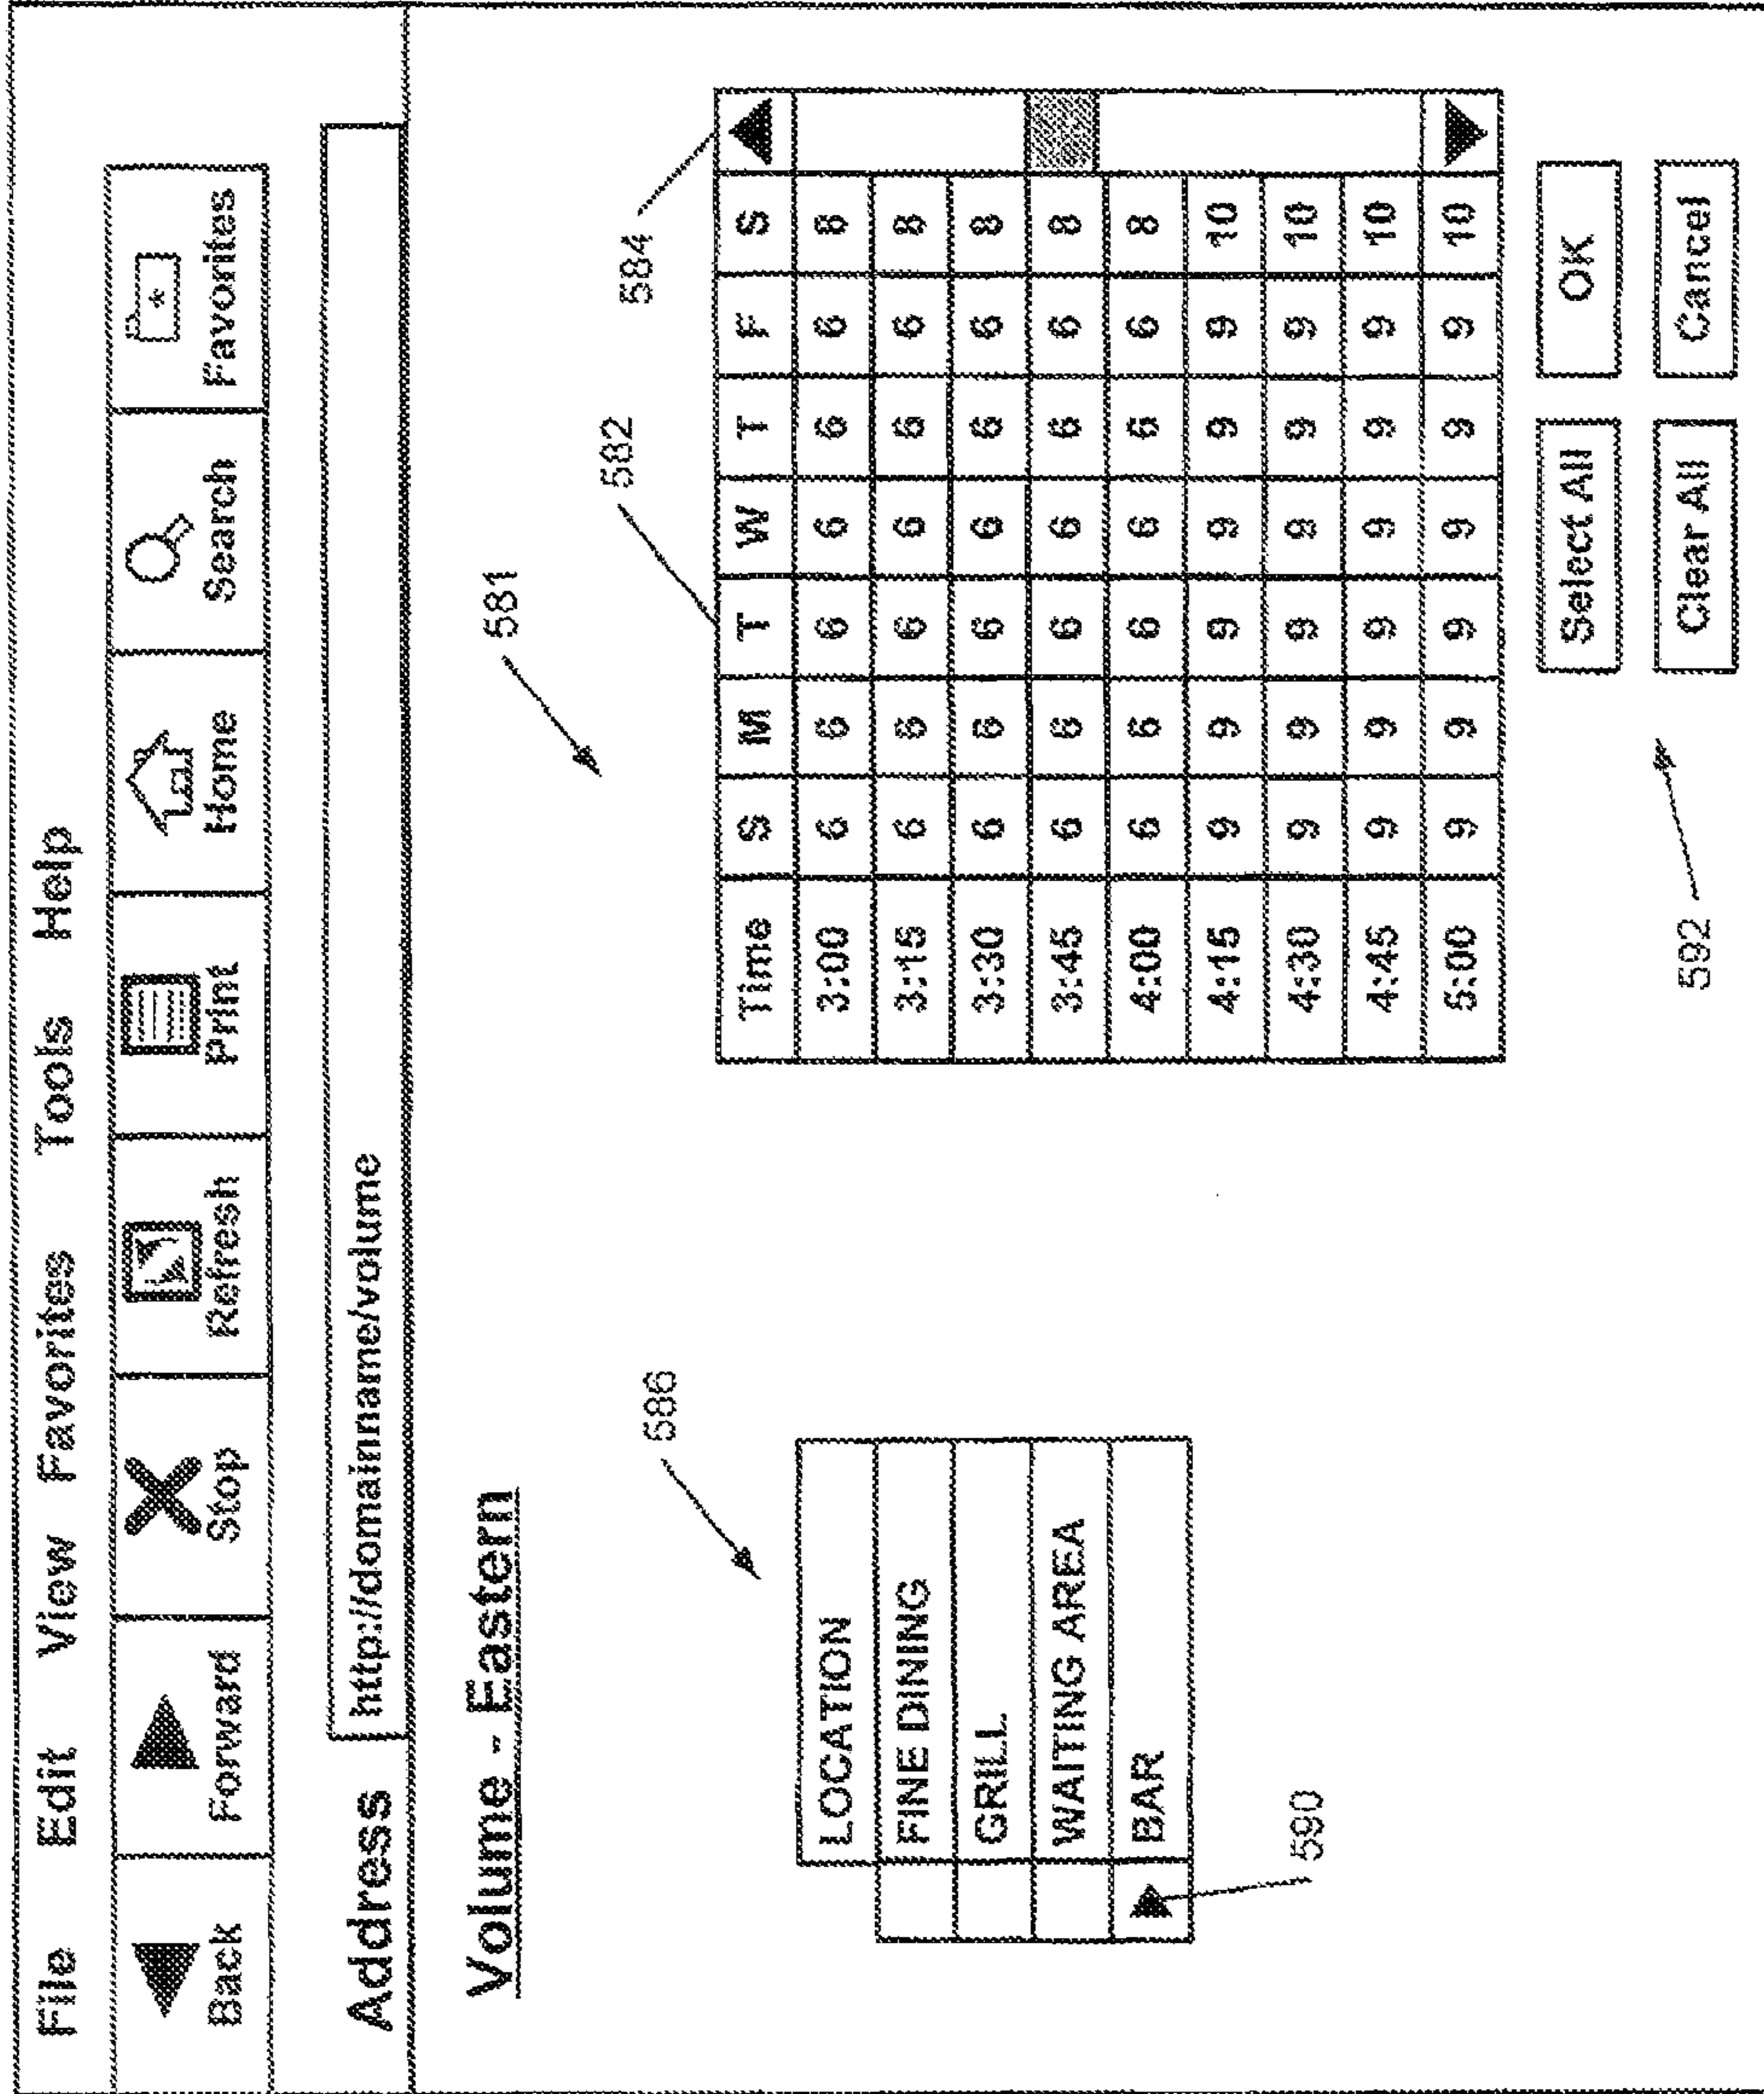 File Edit View Favorites Tools Help
Back Forward Stop Refresh Print Home Search Favorites
Address http://domainname/volume
Volume - Eastern
581
586
582
584
LOCATION
FINE DINING
GRILL
WAITING AREA
BAR
590
Time S M T W T F S
3:00 6 6 6 6 6 6 8
3:15 6 6 6 6 6 6 8
3:30 6 6 6 6 6 6 8
3:45 6 6 6 6 6 6 8
4:00 6 6 6 6 6 6 8
4:15 9 9 9 9 9 9 10
4:30 9 9 9 9 9 9 10
4:45 9 9 9 9 9 9 10
5:00 9 9 9 9 9 9 10
Select All OK
Clear All Cancel
592